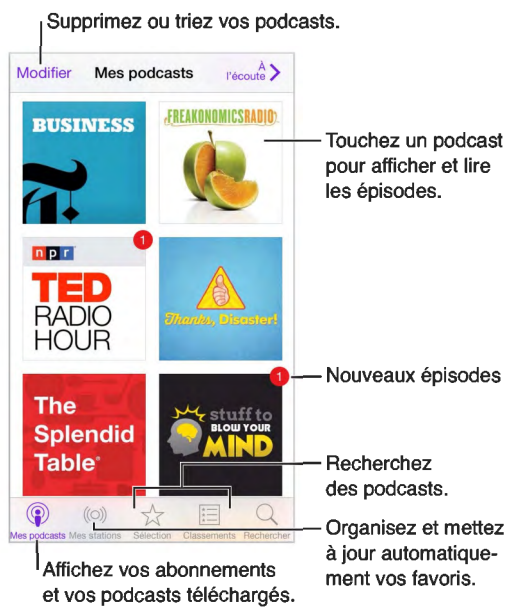 Supprimez ou triez vos podcasts.
Modifier
Mes podcasts
À
l'écoute
BUSINESS
FREAKONOMICSRADIO
Touchez un podcast
pour afficher et lire
les épisodes.
npr
1
TED
RADIO
HOUR
Thanks, Disaster!
Nouveaux épisodes
1
The
Splendid
Table®
stuff to
BLOW YOUR
MIND
Recherchez
des podcasts.
Mes podcasts
Mes stations
Sélection
Classements
Rechercher
Organisez et mettez
à jour automatique-
ment vos favoris.
Affichez vos abonnements
et vos podcasts téléchargés.